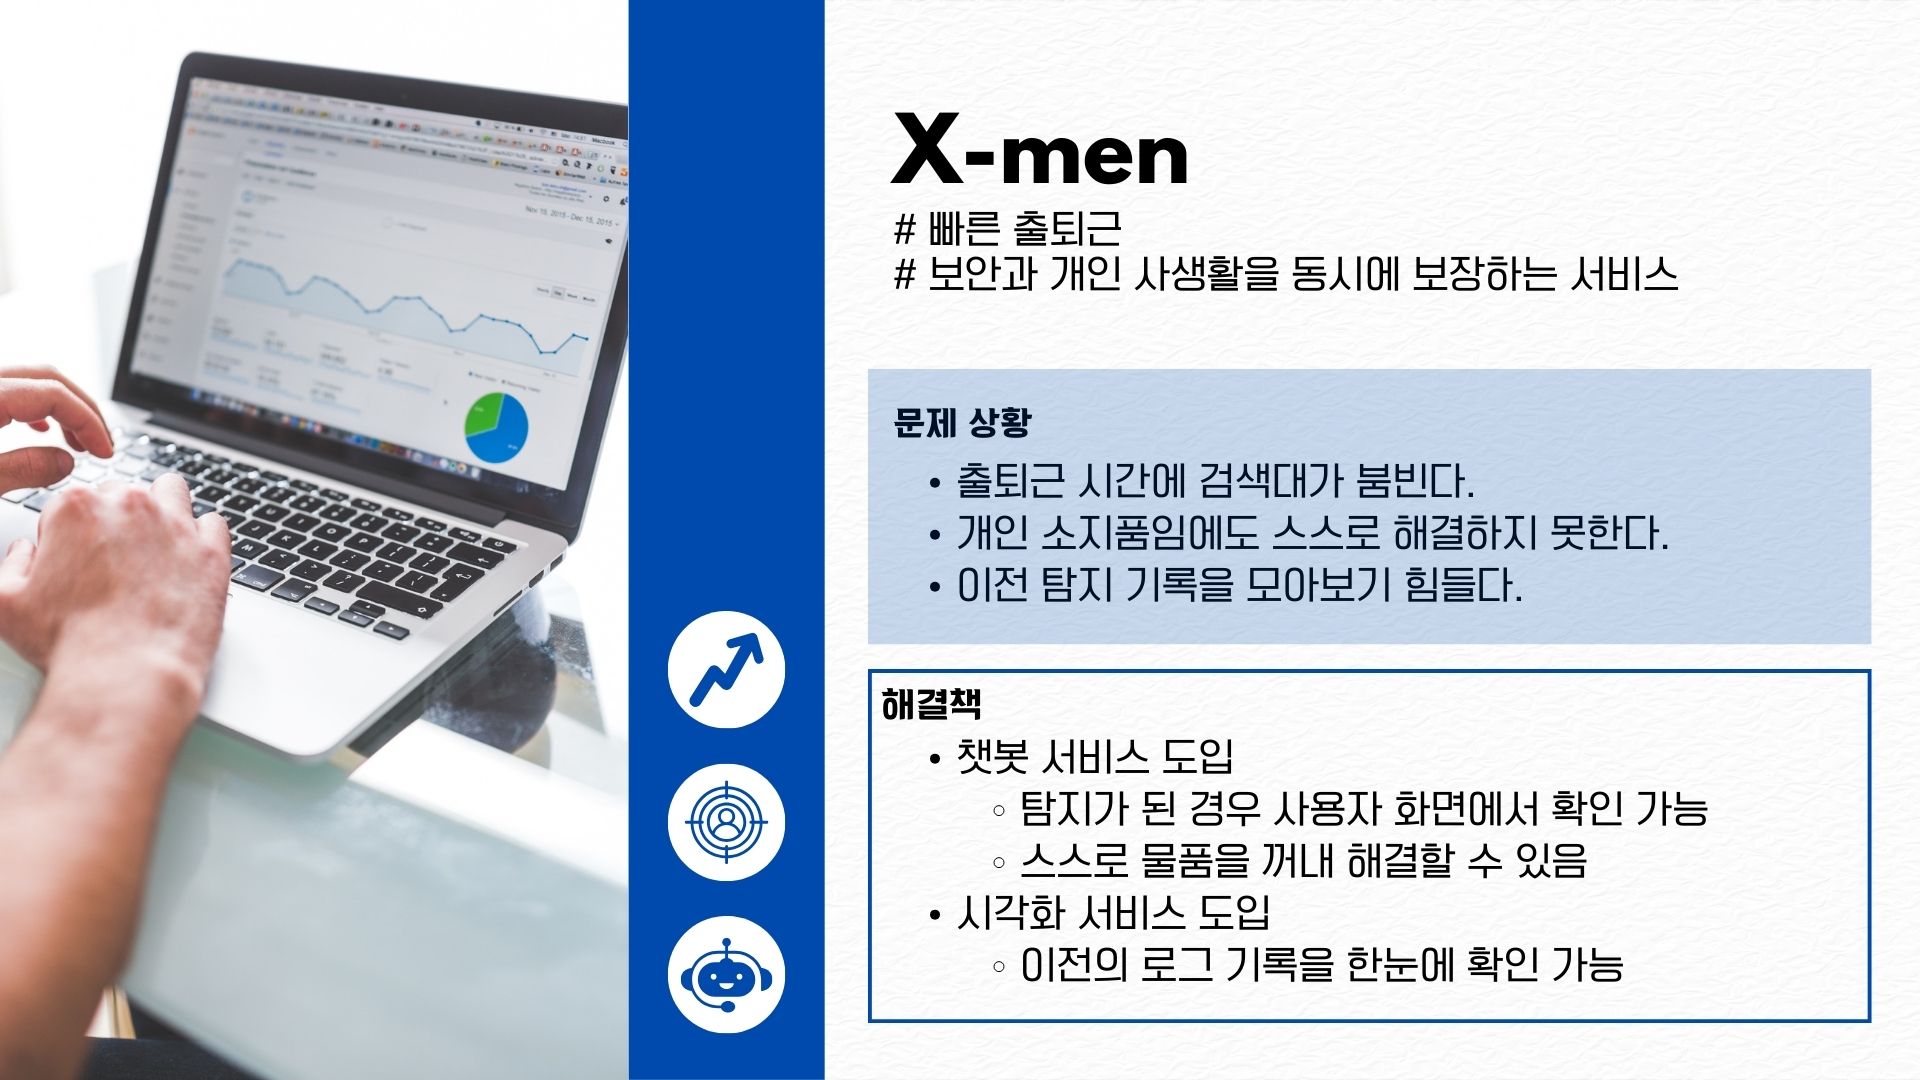 X-men
# 빠른 출퇴근
# 보안과 개인 사생활을 동시에 보장하는 서비스
문제 상황
• 출퇴근 시간에 검색대가 붐빈다.
• 개인 소지품임에도 스스로 해결하지 못한다.
• 이전 탐지 기록을 모아보기 힘들다.
해결책
• 챗봇 서비스 도입
◦ 탐지가 된 경우 사용자 화면에서 확인 가능
◦ 스스로 물품을 꺼내 해결할 수 있음
• 시각화 서비스 도입
◦ 이전의 로그 기록을 한눈에 확인 가능
Nov 15, 2015 - Dec 15, 2015